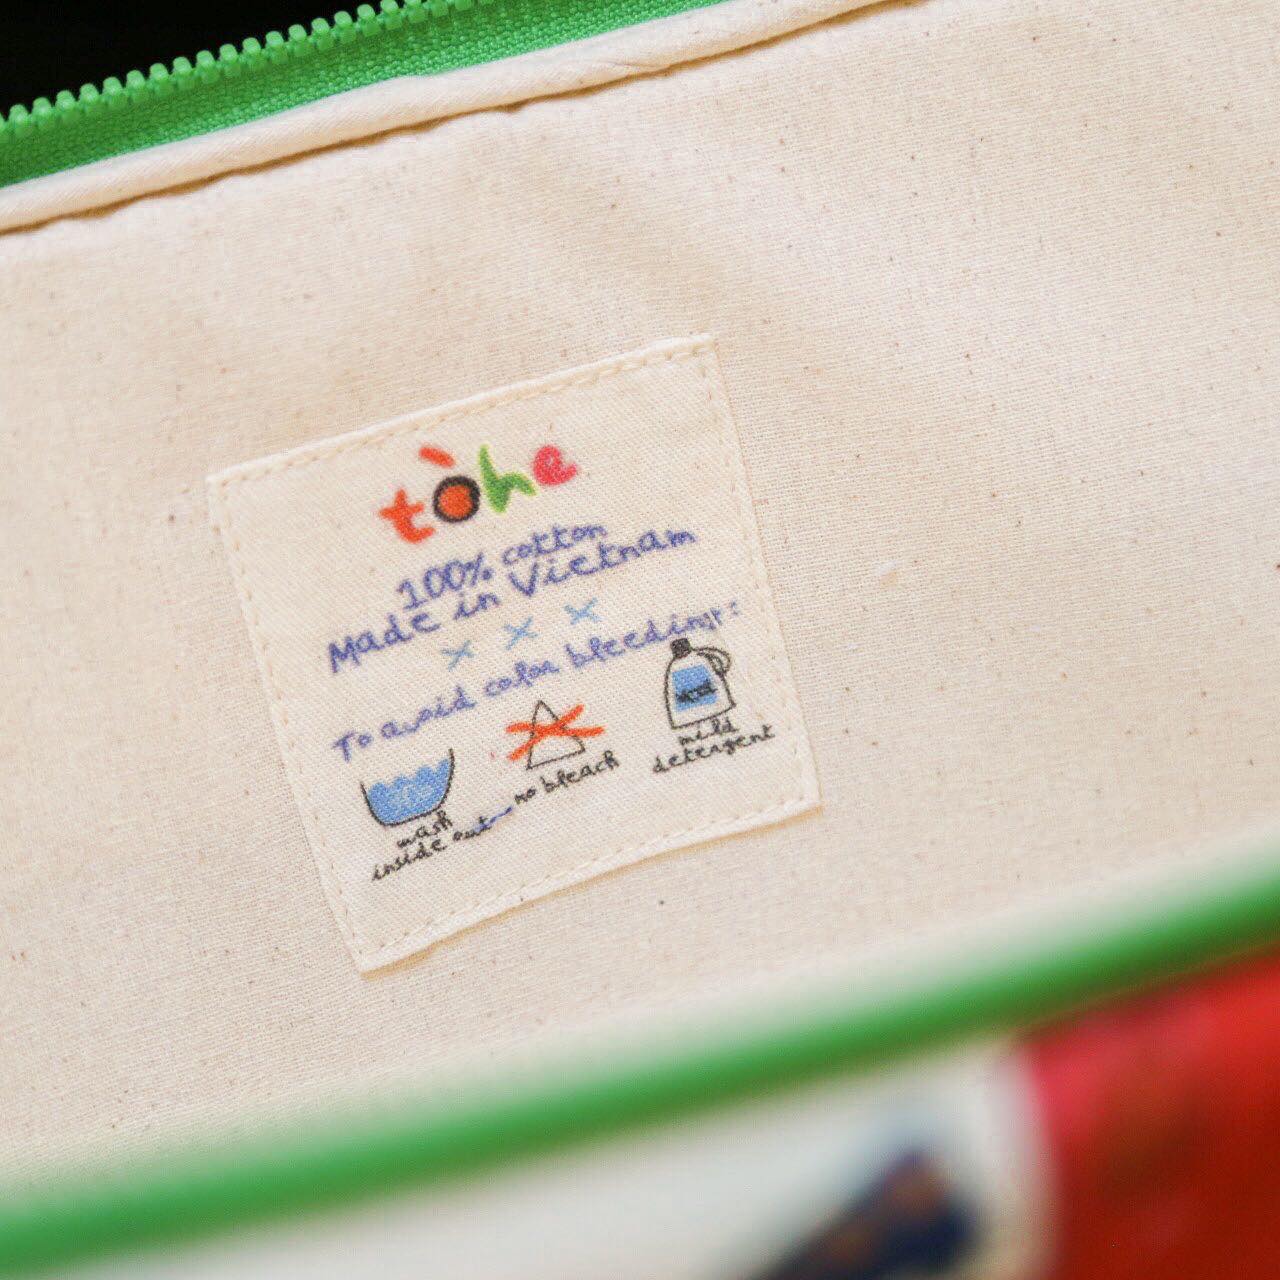 tòhe
100% cotton
Made in Vietnam
x x x
To avoid color bleeding:
wash
inside out
no bleach
mild
detergent